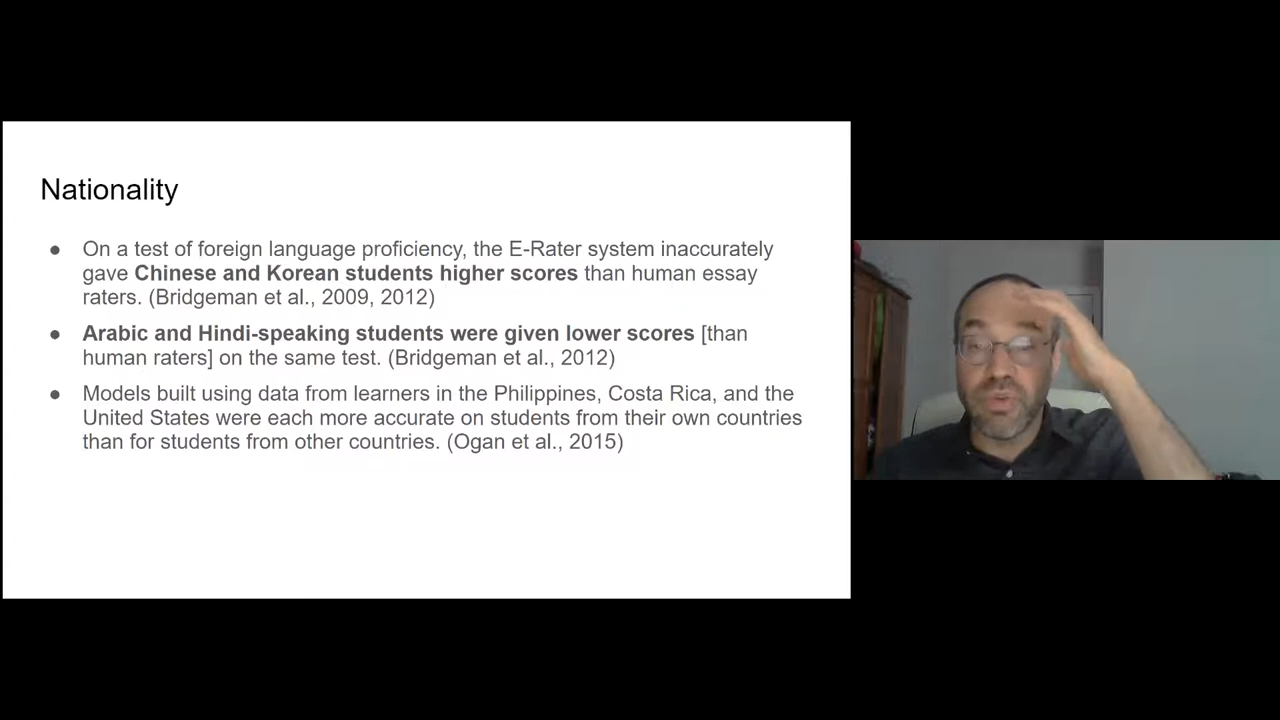 Nationality
● On a test of foreign language proficiency, the E-Rater system inaccurately
gave Chinese and Korean students higher scores than human essay
raters. (Bridgeman et al., 2009, 2012)
● Arabic and Hindi-speaking students were given lower scores [than
human raters] on the same test. (Bridgeman et al., 2012)
● Models built using data from learners in the Philippines, Costa Rica, and the
United States were each more accurate on students from their own countries
than for students from other countries. (Ogan et al., 2015)